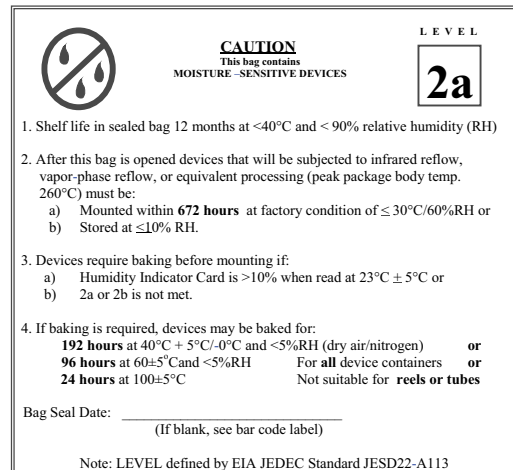 LEVEL
CAUTION
This bag contains
MOISTURE –SENSITIVE DEVICES
2a
1. Shelf life in sealed bag 12 months at <40°C and < 90% relative humidity (RH)
2. After this bag is opened devices that will be subjected to infrared reflow,
vapor-phase reflow, or equivalent processing (peak package body temp.
260°C) must be:
a) Mounted within 672 hours at factory condition of ≤ 30°C/60%RH or
b) Stored at ≤10% RH.
3. Devices require baking before mounting if:
a) Humidity Indicator Card is >10% when read at 23°C ± 5°C or
b) 2a or 2b is not met.
4. If baking is required, devices may be baked for:
192 hours at 40°C + 5°C/-0°C and <5%RH (dry air/nitrogen) or
96 hours at 60±5°Cand <5%RH For all device containers or
24 hours at 100±5°C Not suitable for reels or tubes
Bag Seal Date: ________________________________
(If blank, see bar code label)
Note: LEVEL defined by EIA JEDEC Standard JESD22-A113